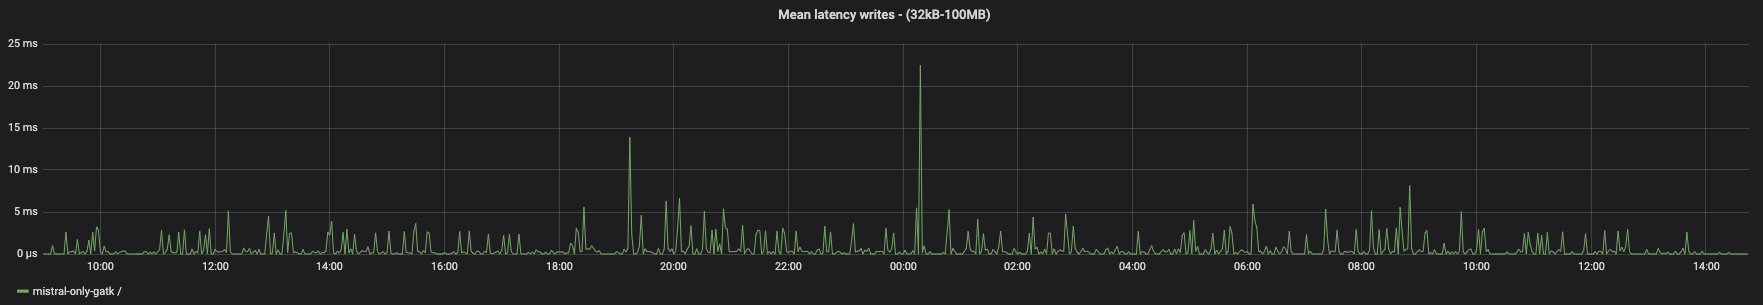 Mean latency writes - (32kB-100MB)
25 ms
20 ms
15 ms
10 ms
5 ms
0 µs
10:00 12:00 14:00 16:00 18:00 20:00 22:00 00:00 02:00 04:00 06:00 08:00 10:00 12:00 14:00
mistral-only-gatk /